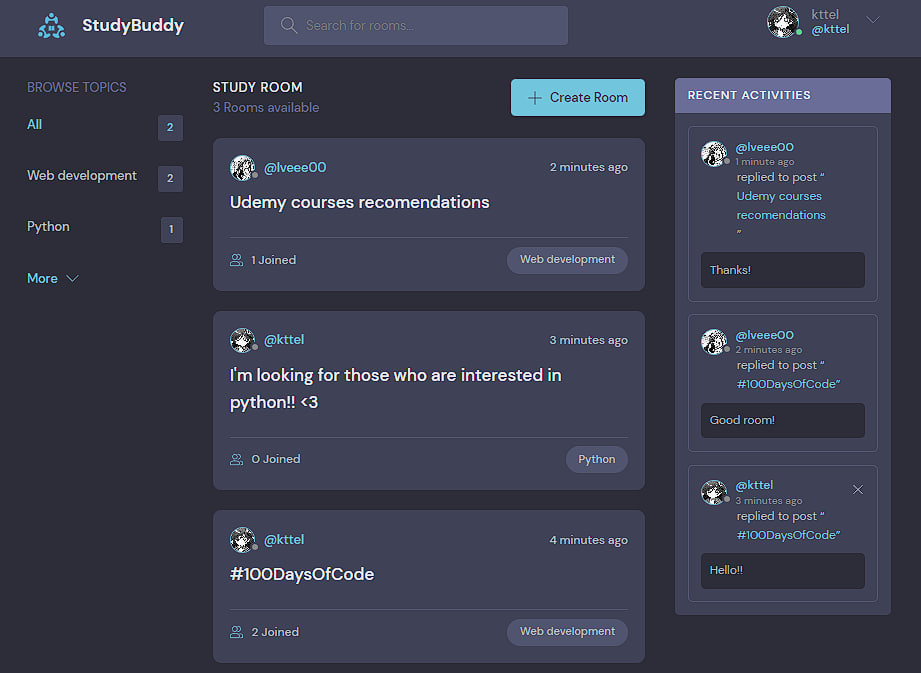 StudyBuddy
Search for rooms...
kttel
@kttel
BROWSE TOPICS
All
2
Web development
2
Python
1
More
STUDY ROOM
3 Rooms available
Create Room
@lveee00
2 minutes ago
Udemy courses recomendations
1 Joined
Web development
@kttel
3 minutes ago
I'm looking for those who are interested in
python!! <3
0 Joined
Python
@kttel
4 minutes ago
#100DaysOfCode
2 Joined
Web development
RECENT ACTIVITIES
@lveee00
1 minute ago
replied to post “
Udemy courses
recomendations
”
Thanks!
@lveee00
2 minutes ago
replied to post “
#100DaysOfCode”
Good room!
@kttel
3 minutes ago
replied to post “
#100DaysOfCode”
Hello!!